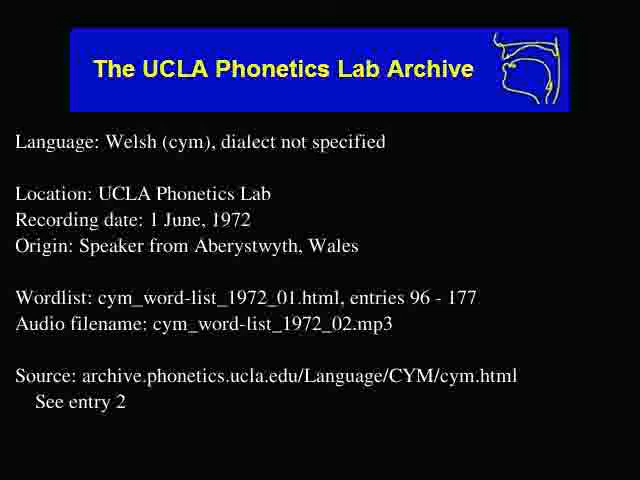 The UCLA Phonetics Lab Archive
Language: Welsh (cym), dialect not specified
Location: UCLA Phonetics Lab
Recording date: 1 June, 1972
Origin: Speaker from Aberystwyth, Wales
Wordlist: cym_word-list_1972_01.html, entries 96 - 177
Audio filename: cym_word-list_1972_02.mp3
Source: archive.phonetics.ucla.edu/Language/CYM/cym.html
See entry 2